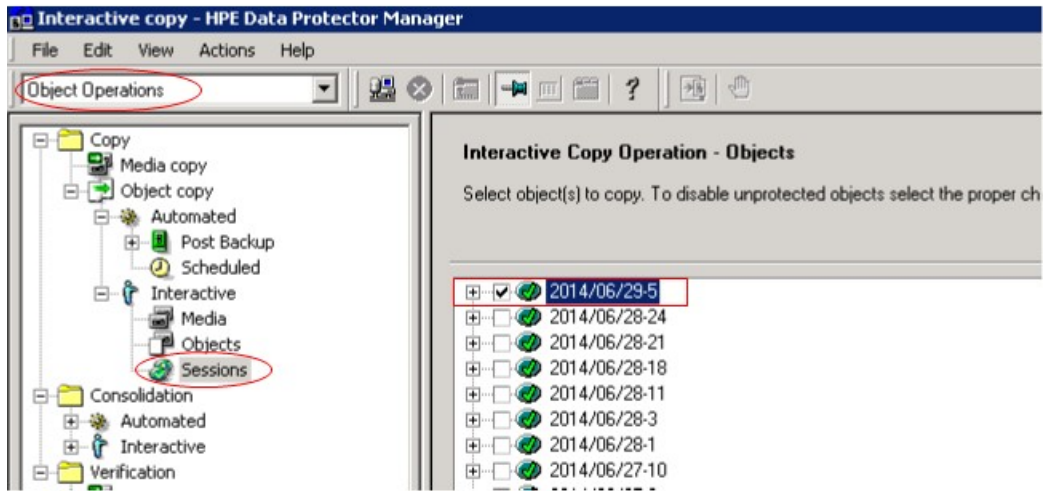 Interactive copy - HPE Data Protector Manager
File Edit View Actions Help
Object Operations
Copy
Media copy
Object copy
Automated
Post Backup
Scheduled
Interactive
Media
Objects
Sessions
Consolidation
Automated
Interactive
Verification
Interactive Copy Operation - Objects
Select object(s) to copy. To disable unprotected objects select the proper ch
2014/06/29-5
2014/06/28-24
2014/06/28-21
2014/06/28-18
2014/06/28-11
2014/06/28-3
2014/06/28-1
2014/06/27-10